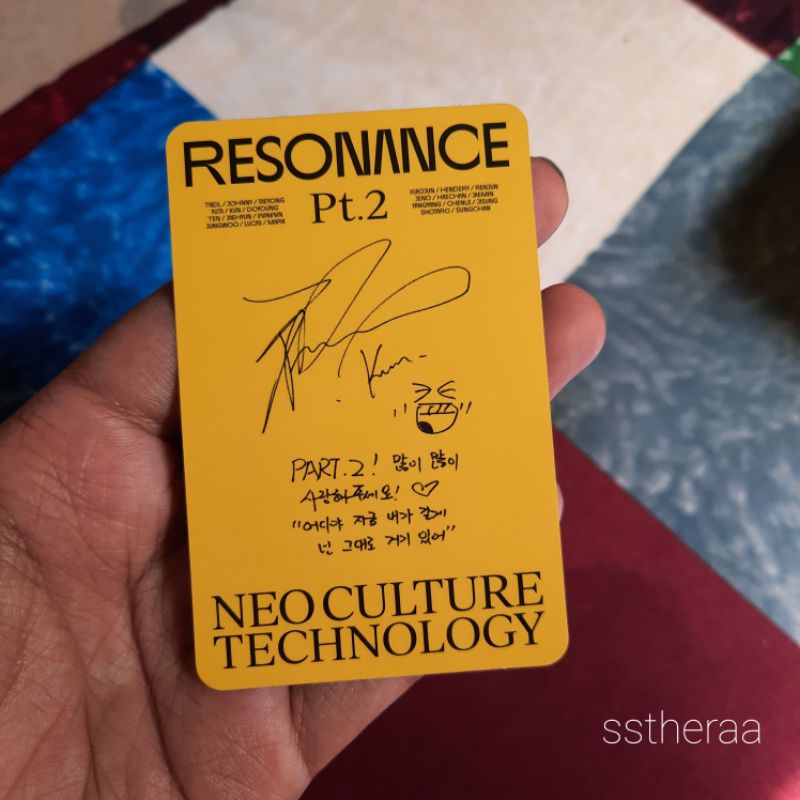 RESONANCE
Pt.2
TAEIL / JOHNNY / TAEYONG
YUTA / KUN / DOYOUNG
TEN / JAEHYUN / WINWIN
JUNGWOO / LUCAS / MARK
XIAOJUN / HENDERY / RENJUN
JENO / HAECHAN / JAEMIN
YANGYANG / CHENLE / JISUNG
SHOTARO / SUNGCHAN
Kun
PART.2! 많이 많이
사랑해주세요! ♡
"어디야 지금 내가 갈게
넌 그대로 거기 있어"
NEO CULTURE
TECHNOLOGY
sstheraa